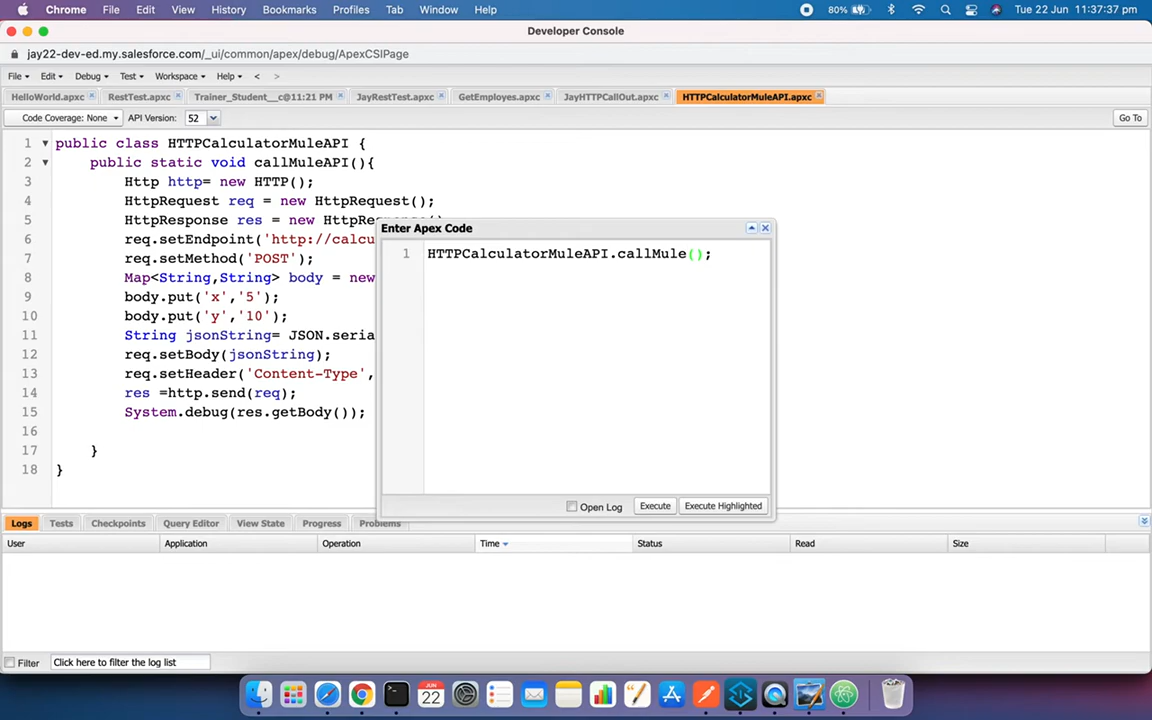 Chrome File Edit View History Bookmarks Profiles Tab Window Help 80% Tue 22 Jun 11:37:37 pm
Developer Console
jay22-dev-ed.my.salesforce.com/_ui/common/apex/debug/ApexCSIPage
File Edit Debug Test Workspace Help < >
HelloWorld.apxc RestTest.apxc Trainer_Student__c@11:21 PM JayRestTest.apxc GetEmployes.apxc JayHTTPCallOut.apxc HTTPCalculatorMuleAPI.apxc
Code Coverage: None API Version: 52 Go To
1 public class HTTPCalculatorMuleAPI {
2 public static void callMuleAPI(){
3 Http http= new HTTP();
4 HttpRequest req = new HttpRequest();
5 HttpResponse res = new HttpResponse();
6 req.setEndpoint('http://calcu
7 req.setMethod('POST');
8 Map<String,String> body = new
9 body.put('x','5');
10 body.put('y','10');
11 String jsonString= JSON.seria
12 req.setBody(jsonString);
13 req.setHeader('Content-Type',
14 res =http.send(req);
15 System.debug(res.getBody());
16
17 }
18 }
Enter Apex Code
1 HTTPCalculatorMuleAPI.callMule();
Open Log Execute Execute Highlighted
Logs Tests Checkpoints Query Editor View State Progress Problems
User Application Operation Time Status Read Size
Filter Click here to filter the log list
JUN
22